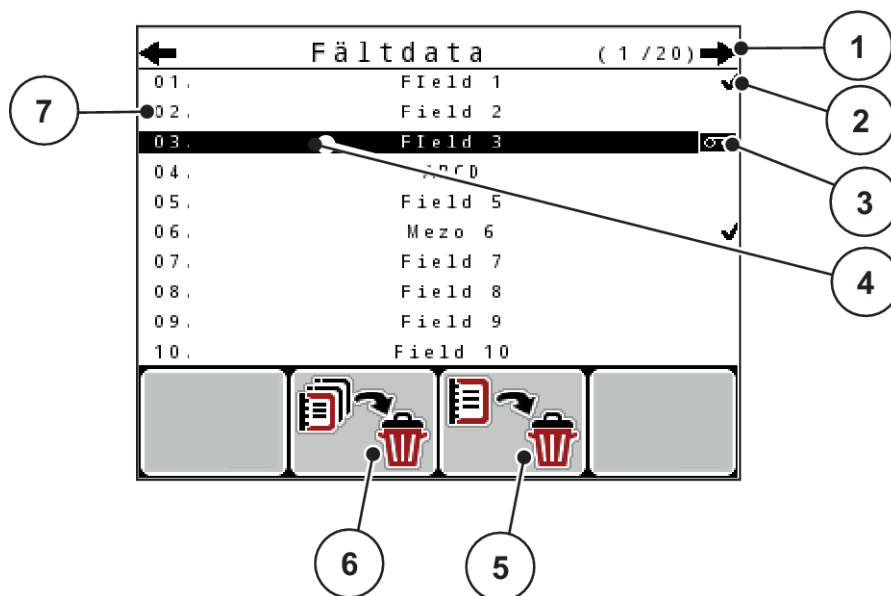 Fältdata (1/20)
01. FIeld 1
02. Field 2
03. FIeld 3
04. ABCD
05. Field 5
06. Mezo 6
07. Field 7
08. Field 8
09. Field 9
10. Field 10
1
2
3
4
5
6
7